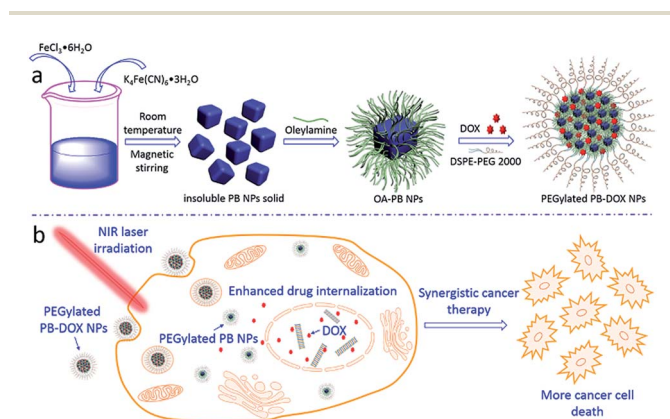 FeCl₃•6H₂O
a
K₄Fe(CN)₆•3H₂O
Room
temperature
Magnetic
stirring
insoluble PB NPs solid
Oleylamine
OA-PB NPs
DOX
DSPE-PEG 2000
PEGylated PB-DOX NPs
b
NIR laser
irradiation
PEGylated
PB-DOX NPs
Enhanced drug internalization
PEGylated PB NPs
DOX
Synergistic cancer
therapy
More cancer cell
death